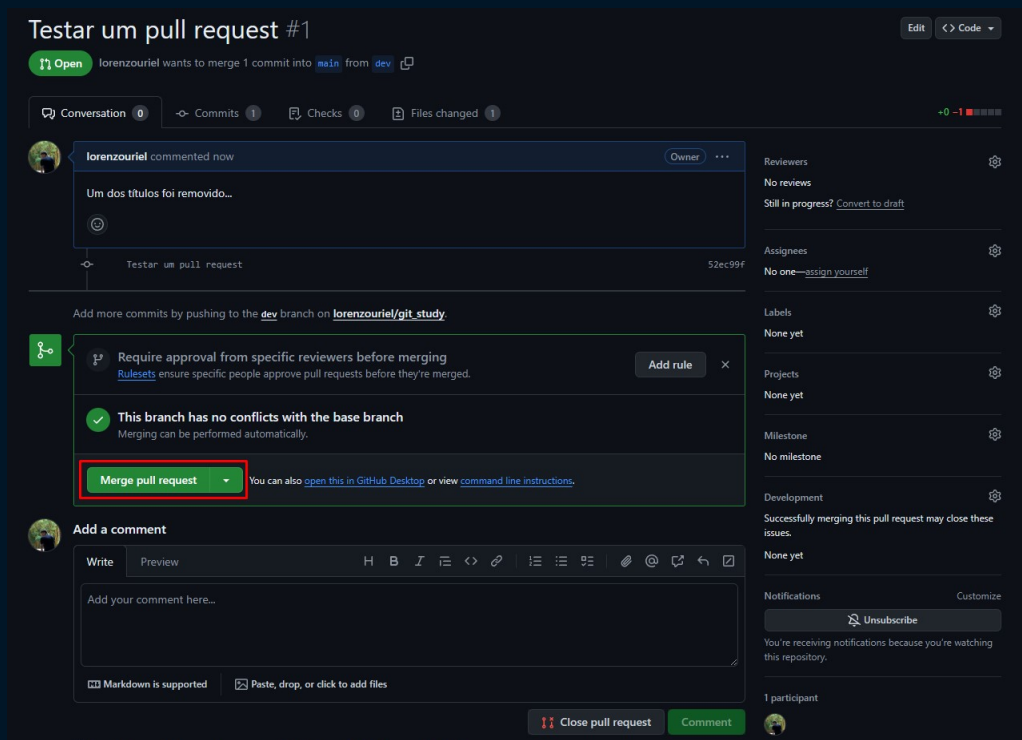 Testar um pull request #1
Edit
<> Code
Open
lorenzouriel wants to merge 1 commit into main from dev
Conversation 0
Commits 1
Checks 0
Files changed 1
+0 −1
lorenzouriel commented now
Owner
Um dos títulos foi removido...
Testar um pull request
52ec99f
Add more commits by pushing to the dev branch on lorenzouriel/git_study.
Require approval from specific reviewers before merging
Rulesets ensure specific people approve pull requests before they're merged.
Add rule
This branch has no conflicts with the base branch
Merging can be performed automatically.
Merge pull request
You can also open this in GitHub Desktop or view command line instructions.
Add a comment
Write
Preview
Add your comment here...
Markdown is supported
Paste, drop, or click to add files
Close pull request
Comment
Reviewers
No reviews
Still in progress? Convert to draft
Assignees
No one—assign yourself
Labels
None yet
Projects
None yet
Milestone
No milestone
Development
Successfully merging this pull request may close these
issues.
None yet
Notifications
Customize
Unsubscribe
You're receiving notifications because you're watching
this repository.
1 participant